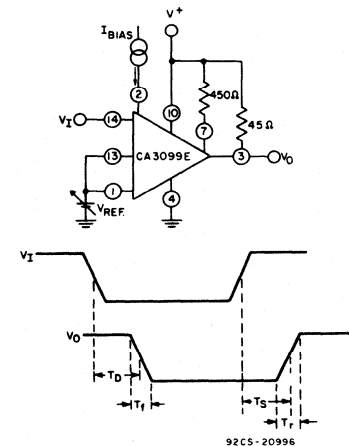 I BIAS
V+
2
10
450Ω
VI
14
7
45Ω
13
CA3099E
3
VO
1
VREF.
4
VI
VO
TD
TS
Tf
Tr
92CS-20996